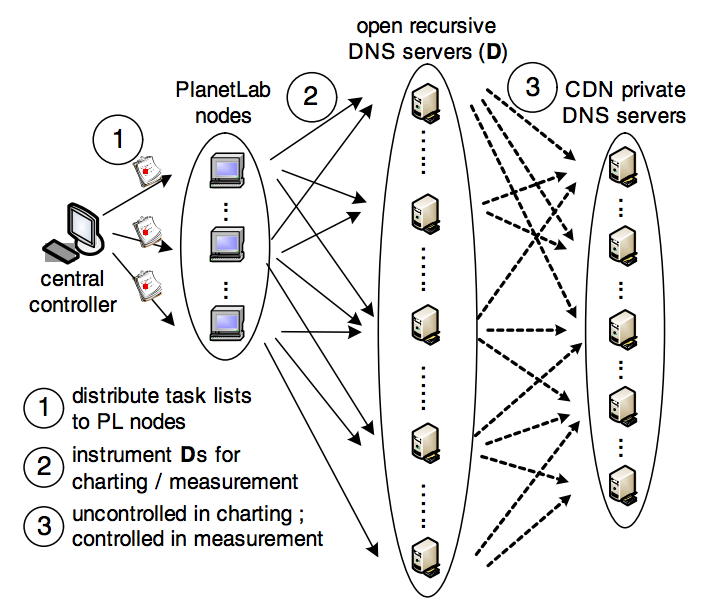 open recursive
DNS servers (D)
PlanetLab
nodes
2
3
CDN private
DNS servers
1
central
controller
1 distribute task lists
to PL nodes
2 instrument Ds for
charting / measurement
3 uncontrolled in charting ;
controlled in measurement